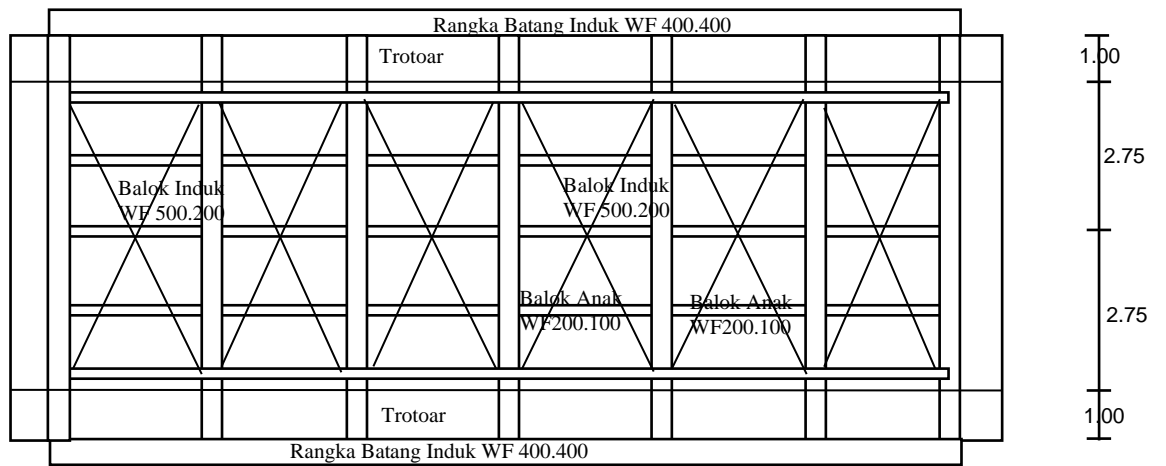 Rangka Batang Induk WF 400.400
Trotoar
1.00
2.75
Balok Induk
WF 500.200
Balok Induk
WF 500.200
Balok Anak
WF200.100
Balok Anak
WF200.100
2.75
Trotoar
1.00
Rangka Batang Induk WF 400.400